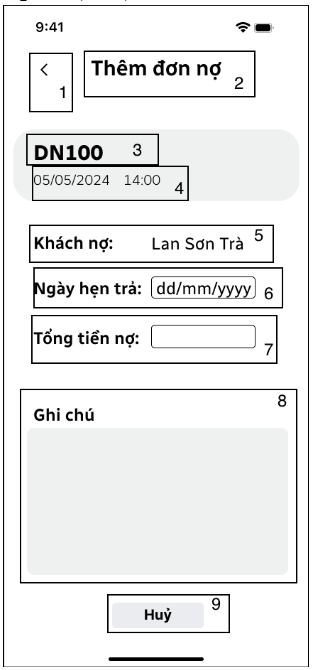 9:41
< Thêm đơn nợ
1 2
DN100 3
05/05/2024 14:00 4
Khách nợ: Lan Sơn Trà 5
Ngày hẹn trả: dd/mm/yyyy 6
Tổng tiền nợ: 7
8
Ghi chú
Huỷ 9